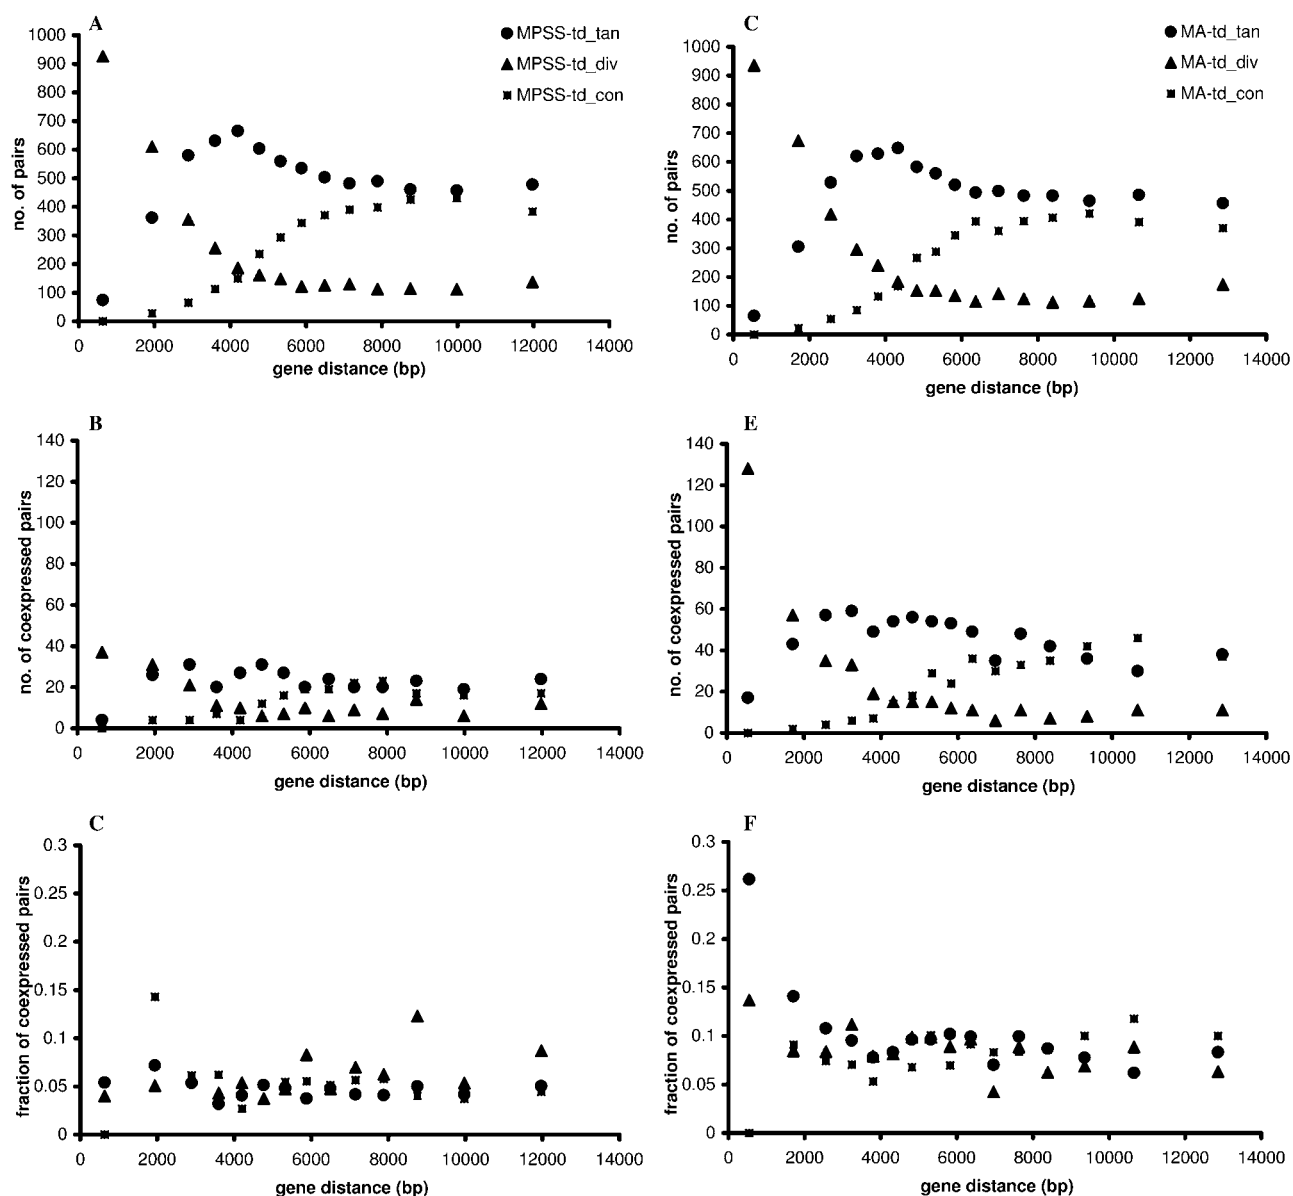 A
MPSS-td_tan
MPSS-td_div
MPSS-td_con
no. of pairs
1000
900
800
700
600
500
400
300
200
100
0
0 2000 4000 6000 8000 10000 12000 14000
gene distance (bp)
C
MA-td_tan
MA-td_div
MA-td_con
no. of pairs
1000
900
800
700
600
500
400
300
200
100
0
0 2000 4000 6000 8000 10000 12000 14000
gene distance (bp)
B
no. of coexpressed pairs
140
120
100
80
60
40
20
0
0 2000 4000 6000 8000 10000 12000 14000
gene distance (bp)
E
no. of coexpressed pairs
140
120
100
80
60
40
20
0
0 2000 4000 6000 8000 10000 12000 14000
gene distance (bp)
C
fraction of coexpressed pairs
0.3
0.25
0.2
0.15
0.1
0.05
0
0 2000 4000 6000 8000 10000 12000 14000
gene distance (bp)
F
fraction of coexpressed pairs
0.3
0.25
0.2
0.15
0.1
0.05
0
0 2000 4000 6000 8000 10000 12000 14000
gene distance (bp)